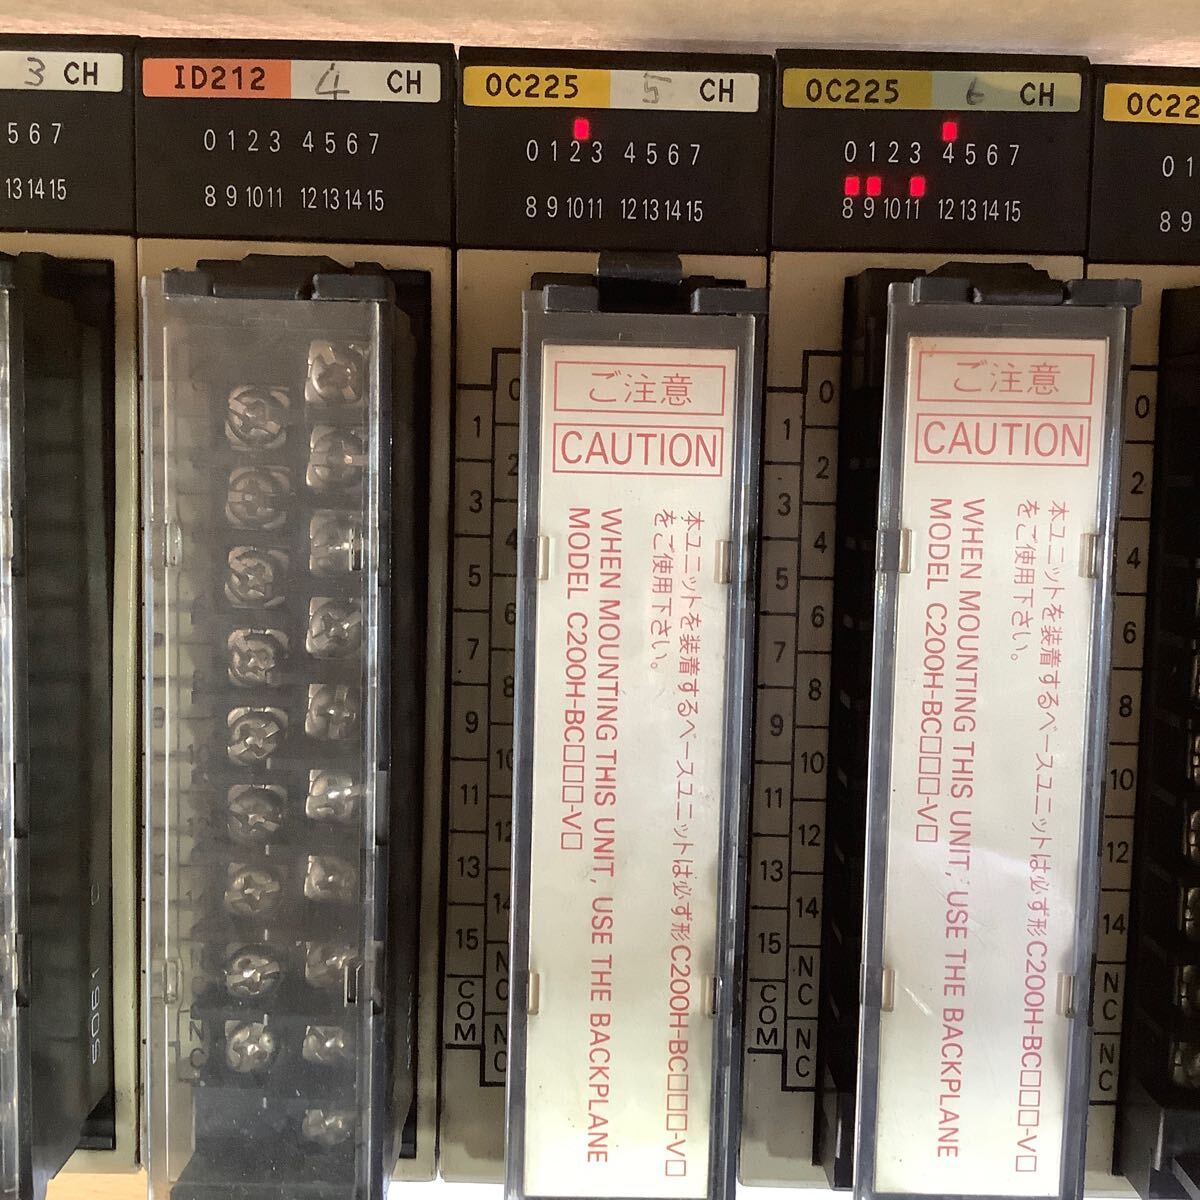 3 CH
5 6 7
13 14 15
ID212 4 CH
0 1 2 3 4 5 6 7
8 9 10 11 12 13 14 15
OC225 5 CH
0 1 2 3 4 5 6 7
8 9 10 11 12 13 14 15
OC225 6 CH
0 1 2 3 4 5 6 7
8 9 10 11 12 13 14 15
OC22
0 1
8 9
0
1
2
3
4
5
6
7
8
9
10
11
12
13
14
15
NC
COM
NC
ご注意
CAUTION
本ユニットを装着するベースユニットは必ず形C200H-BC□□□-V□
をご使用下さい。
WHEN MOUNTING THIS UNIT, USE THE BACKPLANE
MODEL C200H-BC□□□-V□
0
1
2
3
4
5
6
7
8
9
10
11
12
13
14
15
NC
COM
NC
ご注意
CAUTION
本ユニットを装着するベースユニットは必ず形C200H-BC□□□-V□
をご使用下さい。
WHEN MOUNTING THIS UNIT, USE THE BACKPLANE
MODEL C200H-BC□□□-V□
0
2
4
6
8
10
12
14
NC
NC